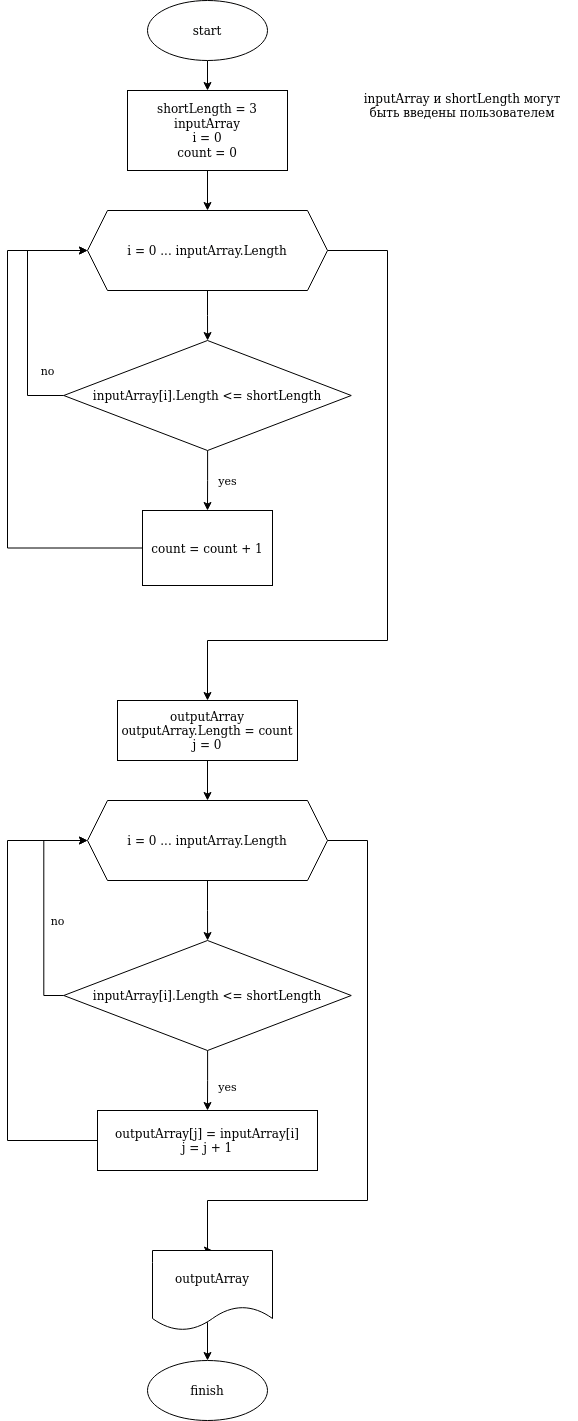 start
shortLength = 3
inputArray
i = 0
count = 0
inputArray и shortLength могут
быть введены пользователем
i = 0 ... inputArray.Length
no
inputArray[i].Length <= shortLength
yes
count = count + 1
outputArray
outputArray.Length = count
j = 0
i = 0 ... inputArray.Length
no
inputArray[i].Length <= shortLength
yes
outputArray[j] = inputArray[i]
j = j + 1
outputArray
finish